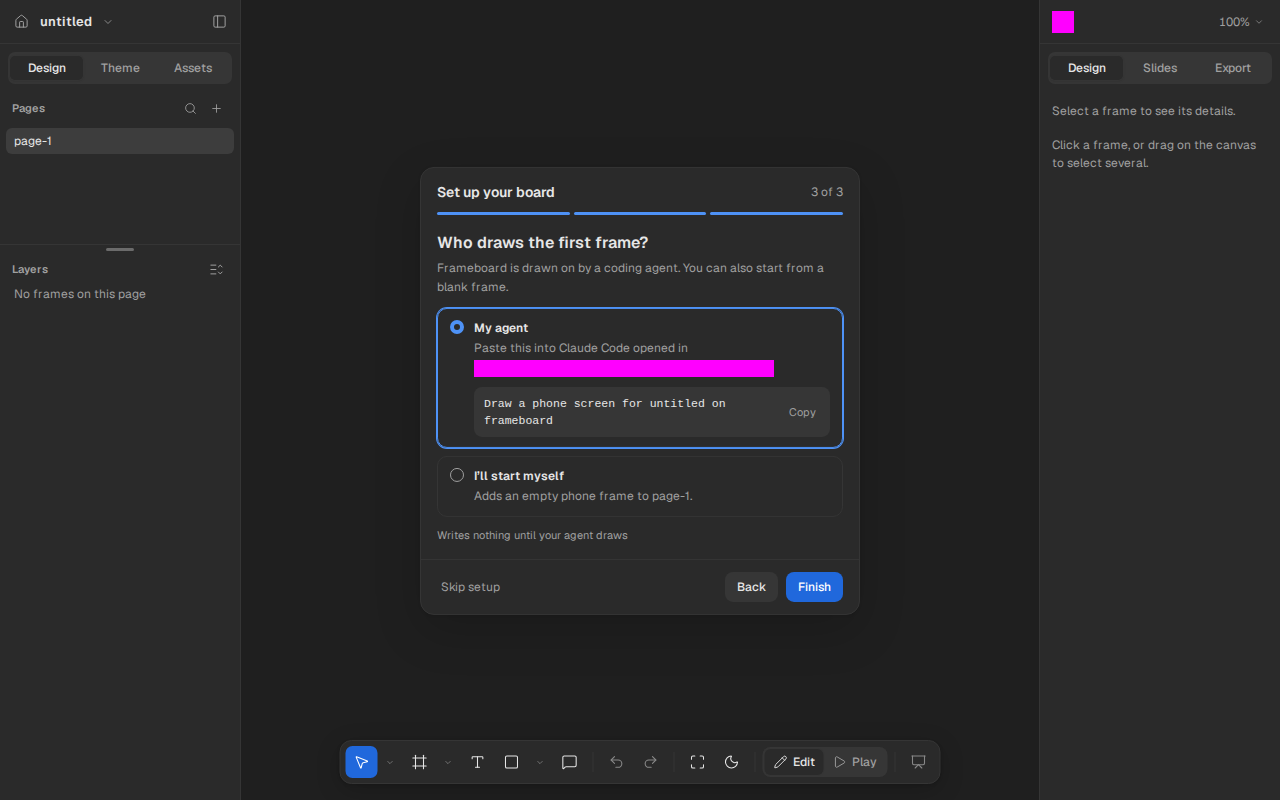 untitled
100%
Design
Theme
Assets
Design
Slides
Export
Pages
page-1
Select a frame to see its details.
Click a frame, or drag on the canvas
to select several.
Layers
No frames on this page
Set up your board
3 of 3
Who draws the first frame?
Frameboard is drawn on by a coding agent. You can also start from a
blank frame.
My agent
Paste this into Claude Code opened in
Draw a phone screen for untitled on
frameboard
Copy
I'll start myself
Adds an empty phone frame to page-1.
Writes nothing until your agent draws
Skip setup
Back
Finish
Edit
Play